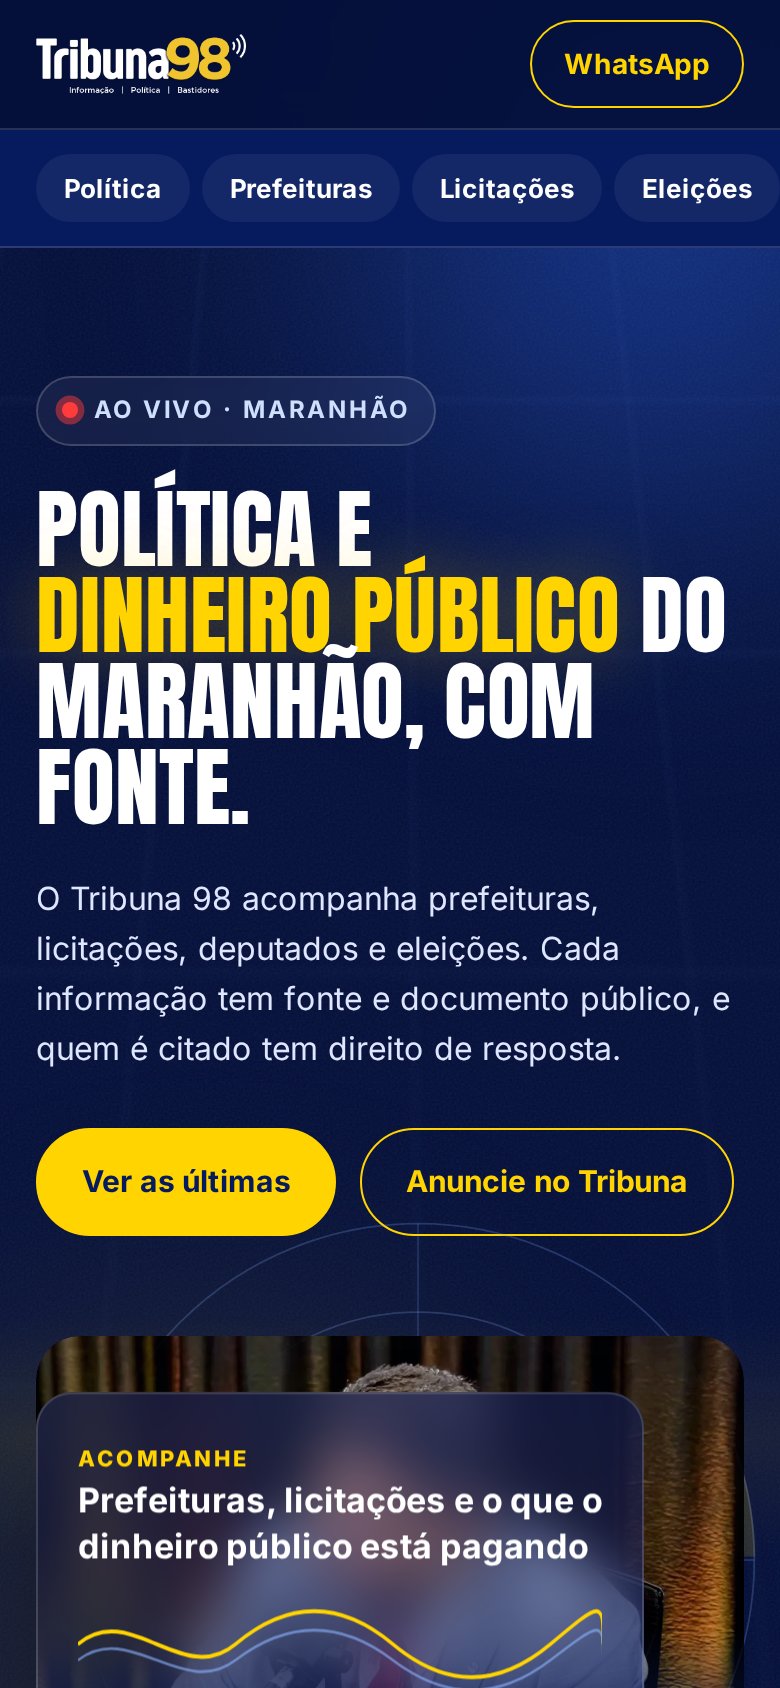 Tribuna98
Informação | Política | Bastidores
WhatsApp
Política
Prefeituras
Licitações
Eleições
AO VIVO · MARANHÃO
POLÍTICA E
DINHEIRO PÚBLICO DO
MARANHÃO, COM
FONTE.
O Tribuna 98 acompanha prefeituras,
licitações, deputados e eleições. Cada
informação tem fonte e documento público, e
quem é citado tem direito de resposta.
Ver as últimas
Anuncie no Tribuna
ACOMPANHE
Prefeituras, licitações e o que o
dinheiro público está pagando